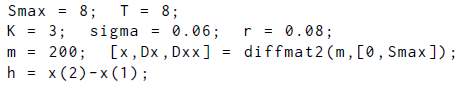 Smax = 8;  T = 8;
K = 3;  sigma = 0.06;  r = 0.08;
m = 200;  [x,Dx,Dxx] = diffmat2(m,[0,Smax]);
h = x(2)-x(1);